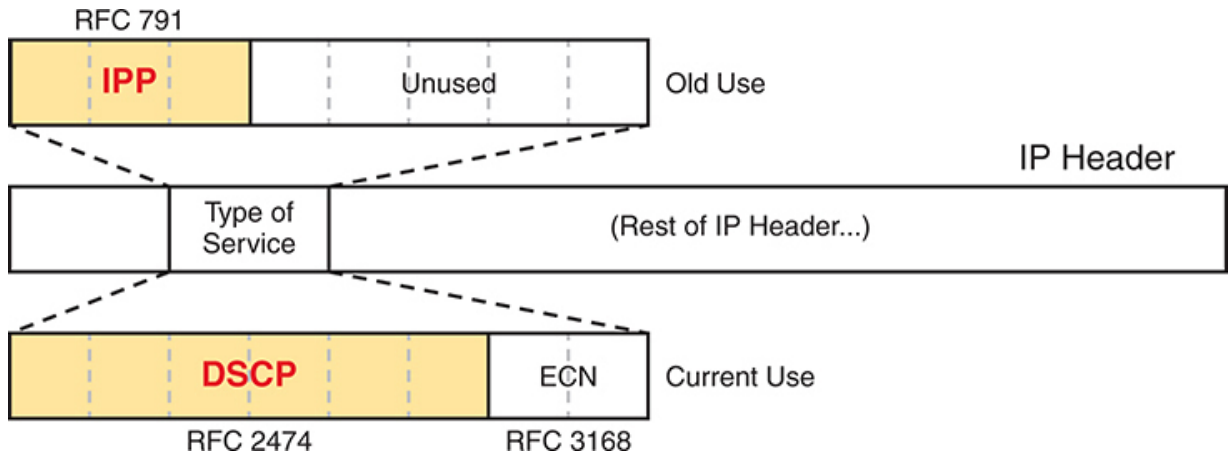 RFC 791
IPP
Unused
Old Use
IP Header
Type of
Service
(Rest of IP Header...)
DSCP
ECN
Current Use
RFC 2474
RFC 3168